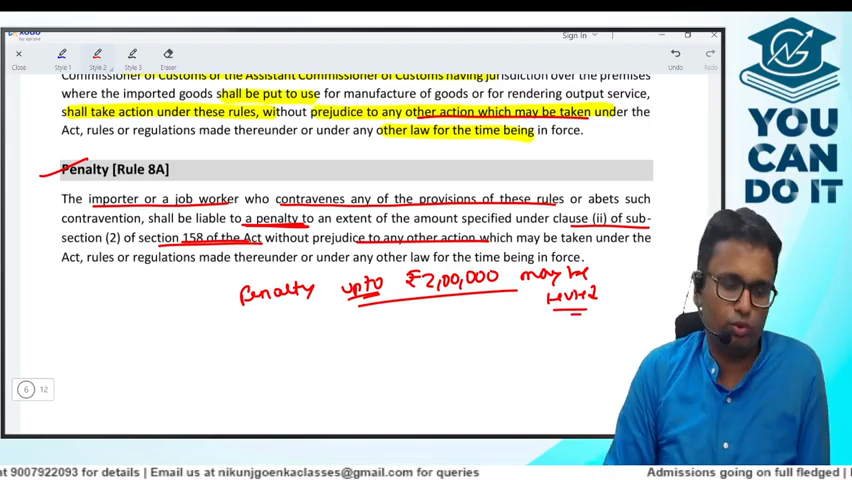 xodo
by apryse
Sign In
Close
Style 1
Style 2
Style 3
Eraser
Undo
Redo
Commissioner of Customs or the Assistant Commissioner of Customs having jurisdiction over the premises
where the imported goods shall be put to use for manufacture of goods or for rendering output service,
shall take action under these rules, without prejudice to any other action which may be taken under the
Act, rules or regulations made thereunder or under any other law for the time being in force.
Penalty [Rule 8A]
The importer or a job worker who contravenes any of the provisions of these rules or abets such
contravention, shall be liable to a penalty to an extent of the amount specified under clause (ii) of sub-
section (2) of section 158 of the Act without prejudice to any other action which may be taken under the
Act, rules or regulations made thereunder or under any other law for the time being in force.
Penalty upto ₹2,00,000 may be
6 12
YOU
CAN
DO IT
at 9007922093 for details | Email us at nikunjgoenkaclasses@gmail.com for queries
Admissions going on full fledged |